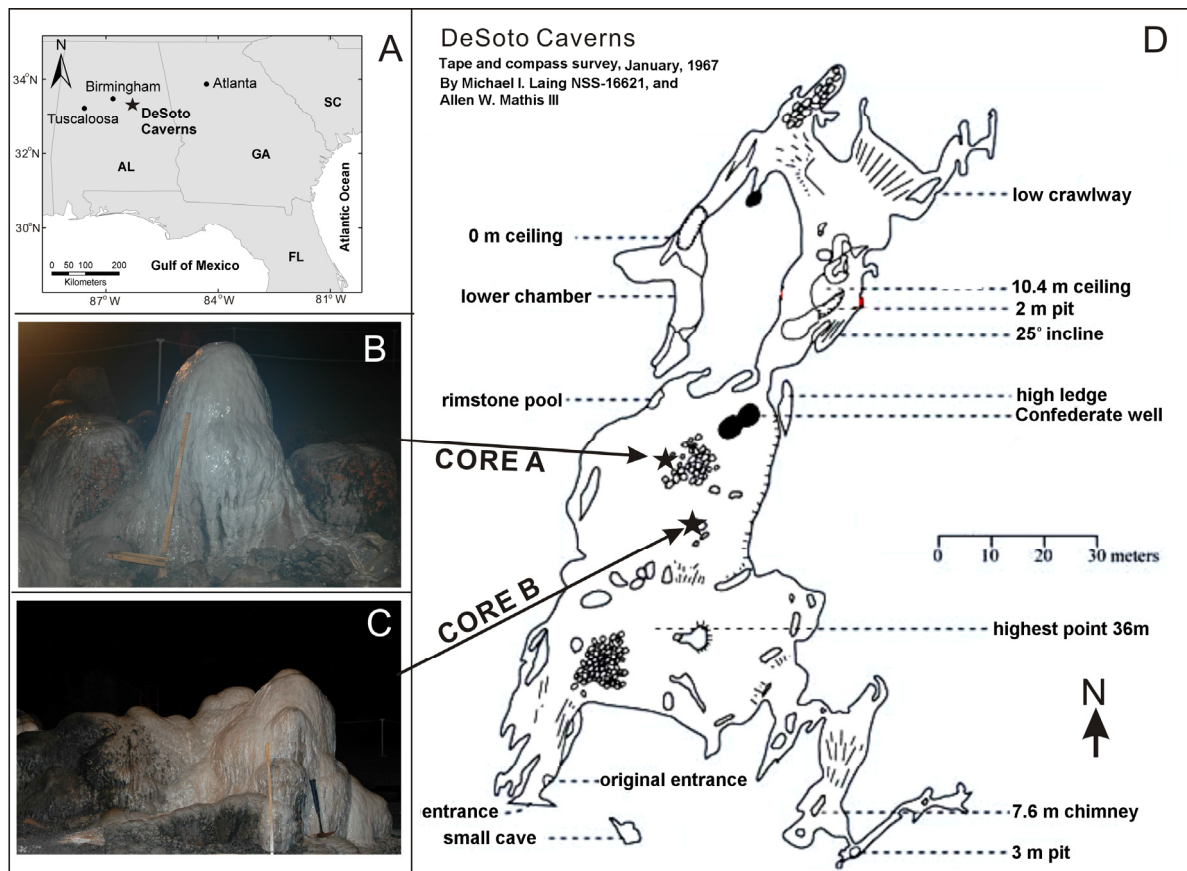 A
N
34°N
32°N
30°N
Birmingham
Atlanta
Tuscaloosa
DeSoto
Caverns
SC
AL
GA
FL
Atlantic Ocean
Gulf of Mexico
0 50 100 200
Kilometers
87°W 84°W 81°W
B
C
D
DeSoto Caverns
Tape and compass survey, January, 1967
By Michael I. Laing NSS-16621, and
Allen W. Mathis III
low crawlway
0 m ceiling
lower chamber
10.4 m ceiling
2 m pit
25° incline
rimstone pool
high ledge
Confederate well
CORE A
CORE B
0 10 20 30 meters
highest point 36m
N
original entrance
entrance
small cave
7.6 m chimney
3 m pit